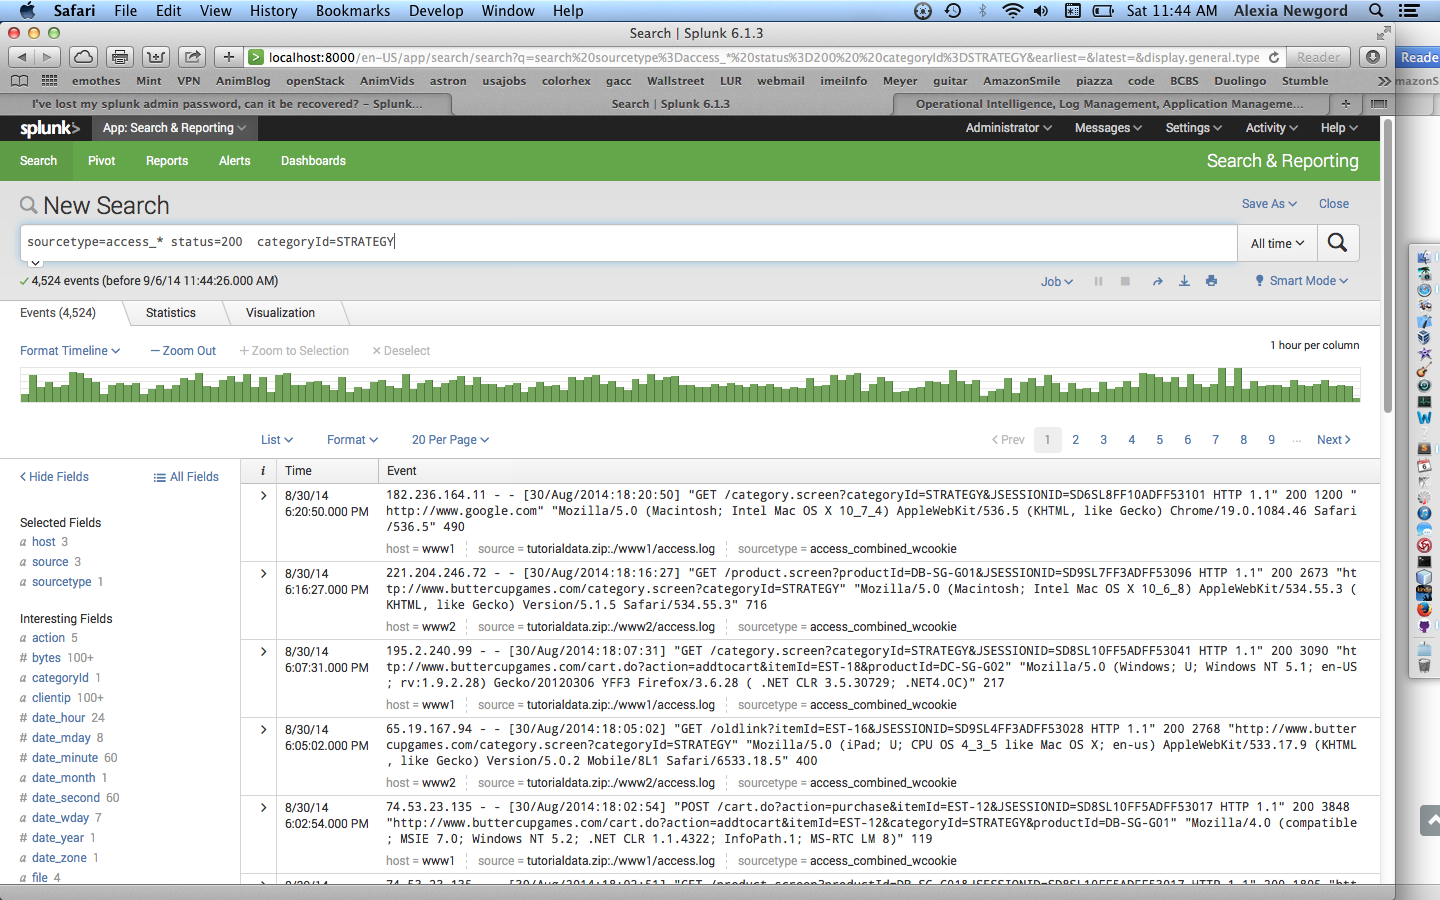 Safari File Edit View History Bookmarks Develop Window Help Sat 11:44 AM Alexia Newgord
Search | Splunk 6.1.3
localhost:8000/en-US/app/search/search?q=search%20sourcetype%3Daccess_*%20status%3D200%20%20categoryId%3DSTRATEGY&earliest=&latest=&display.general.type Reader Reade
emothes Mint VPN AnimBlog openStack AnimVids astron usajobs colorhex gacc Wallstreet LUR webmail imeiInfo Meyer guitar AmazonSmile piazza code BCBS Duolingo Stumble mazonS
I've lost my splunk admin password, can it be recovered? – Splunk... Search | Splunk 6.1.3 Operational Intelligence, Log Management, Application Manageme...
splunk> App: Search & Reporting Administrator Messages Settings Activity Help
Search Pivot Reports Alerts Dashboards Search & Reporting
New Search Save As Close
sourcetype=access_* status=200  categoryId=STRATEGY All time
4,524 events (before 9/6/14 11:44:26.000 AM) Job Smart Mode
Events (4,524) Statistics Visualization
Format Timeline – Zoom Out + Zoom to Selection × Deselect 1 hour per column
List Format 20 Per Page < Prev 1 2 3 4 5 6 7 8 9 ... Next >
< Hide Fields All Fields i Time Event
Selected Fields
a host 3
a source 3
a sourcetype 1
Interesting Fields
a action 5
# bytes 100+
a categoryId 1
a clientip 100+
# date_hour 24
# date_mday 8
# date_minute 60
a date_month 1
# date_second 60
a date_wday 7
# date_year 1
a date_zone 1
a file 4
8/30/14
6:20:50.000 PM
182.236.164.11 - - [30/Aug/2014:18:20:50] "GET /category.screen?categoryId=STRATEGY&JSESSIONID=SD6SL8FF10ADFF53101 HTTP 1.1" 200 1200 "
http://www.google.com" "Mozilla/5.0 (Macintosh; Intel Mac OS X 10_7_4) AppleWebKit/536.5 (KHTML, like Gecko) Chrome/19.0.1084.46 Safari
/536.5" 490
host = www1 source = tutorialdata.zip:./www1/access.log sourcetype = access_combined_wcookie
8/30/14
6:16:27.000 PM
221.204.246.72 - - [30/Aug/2014:18:16:27] "GET /product.screen?productId=DB-SG-G01&JSESSIONID=SD9SL7FF3ADFF53096 HTTP 1.1" 200 2673 "ht
tp://www.buttercupgames.com/category.screen?categoryId=STRATEGY" "Mozilla/5.0 (Macintosh; Intel Mac OS X 10_6_8) AppleWebKit/534.55.3 (
KHTML, like Gecko) Version/5.1.5 Safari/534.55.3" 716
host = www2 source = tutorialdata.zip:./www2/access.log sourcetype = access_combined_wcookie
8/30/14
6:07:31.000 PM
195.2.240.99 - - [30/Aug/2014:18:07:31] "GET /category.screen?categoryId=STRATEGY&JSESSIONID=SD8SL10FF5ADFF53041 HTTP 1.1" 200 3090 "ht
tp://www.buttercupgames.com/cart.do?action=addtocart&itemId=EST-18&productId=DC-SG-G02" "Mozilla/5.0 (Windows; U; Windows NT 5.1; en-US
; rv:1.9.2.28) Gecko/20120306 YFF3 Firefox/3.6.28 ( .NET CLR 3.5.30729; .NET4.0C)" 217
host = www1 source = tutorialdata.zip:./www1/access.log sourcetype = access_combined_wcookie
8/30/14
6:05:02.000 PM
65.19.167.94 - - [30/Aug/2014:18:05:02] "GET /oldlink?itemId=EST-16&JSESSIONID=SD9SL4FF3ADFF53028 HTTP 1.1" 200 2768 "http://www.butter
cupgames.com/category.screen?categoryId=STRATEGY" "Mozilla/5.0 (iPad; U; CPU OS 4_3_5 like Mac OS X; en-us) AppleWebKit/533.17.9 (KHTML
, like Gecko) Version/5.0.2 Mobile/8L1 Safari/6533.18.5" 400
host = www2 source = tutorialdata.zip:./www2/access.log sourcetype = access_combined_wcookie
8/30/14
6:02:54.000 PM
74.53.23.135 - - [30/Aug/2014:18:02:54] "POST /cart.do?action=purchase&itemId=EST-12&JSESSIONID=SD8SL10FF5ADFF53017 HTTP 1.1" 200 3848
"http://www.buttercupgames.com/cart.do?action=addtocart&itemId=EST-12&categoryId=STRATEGY&productId=DB-SG-G01" "Mozilla/4.0 (compatible
; MSIE 7.0; Windows NT 5.2; .NET CLR 1.1.4322; InfoPath.1; MS-RTC LM 8)" 119
host = www1 source = tutorialdata.zip:./www1/access.log sourcetype = access_combined_wcookie